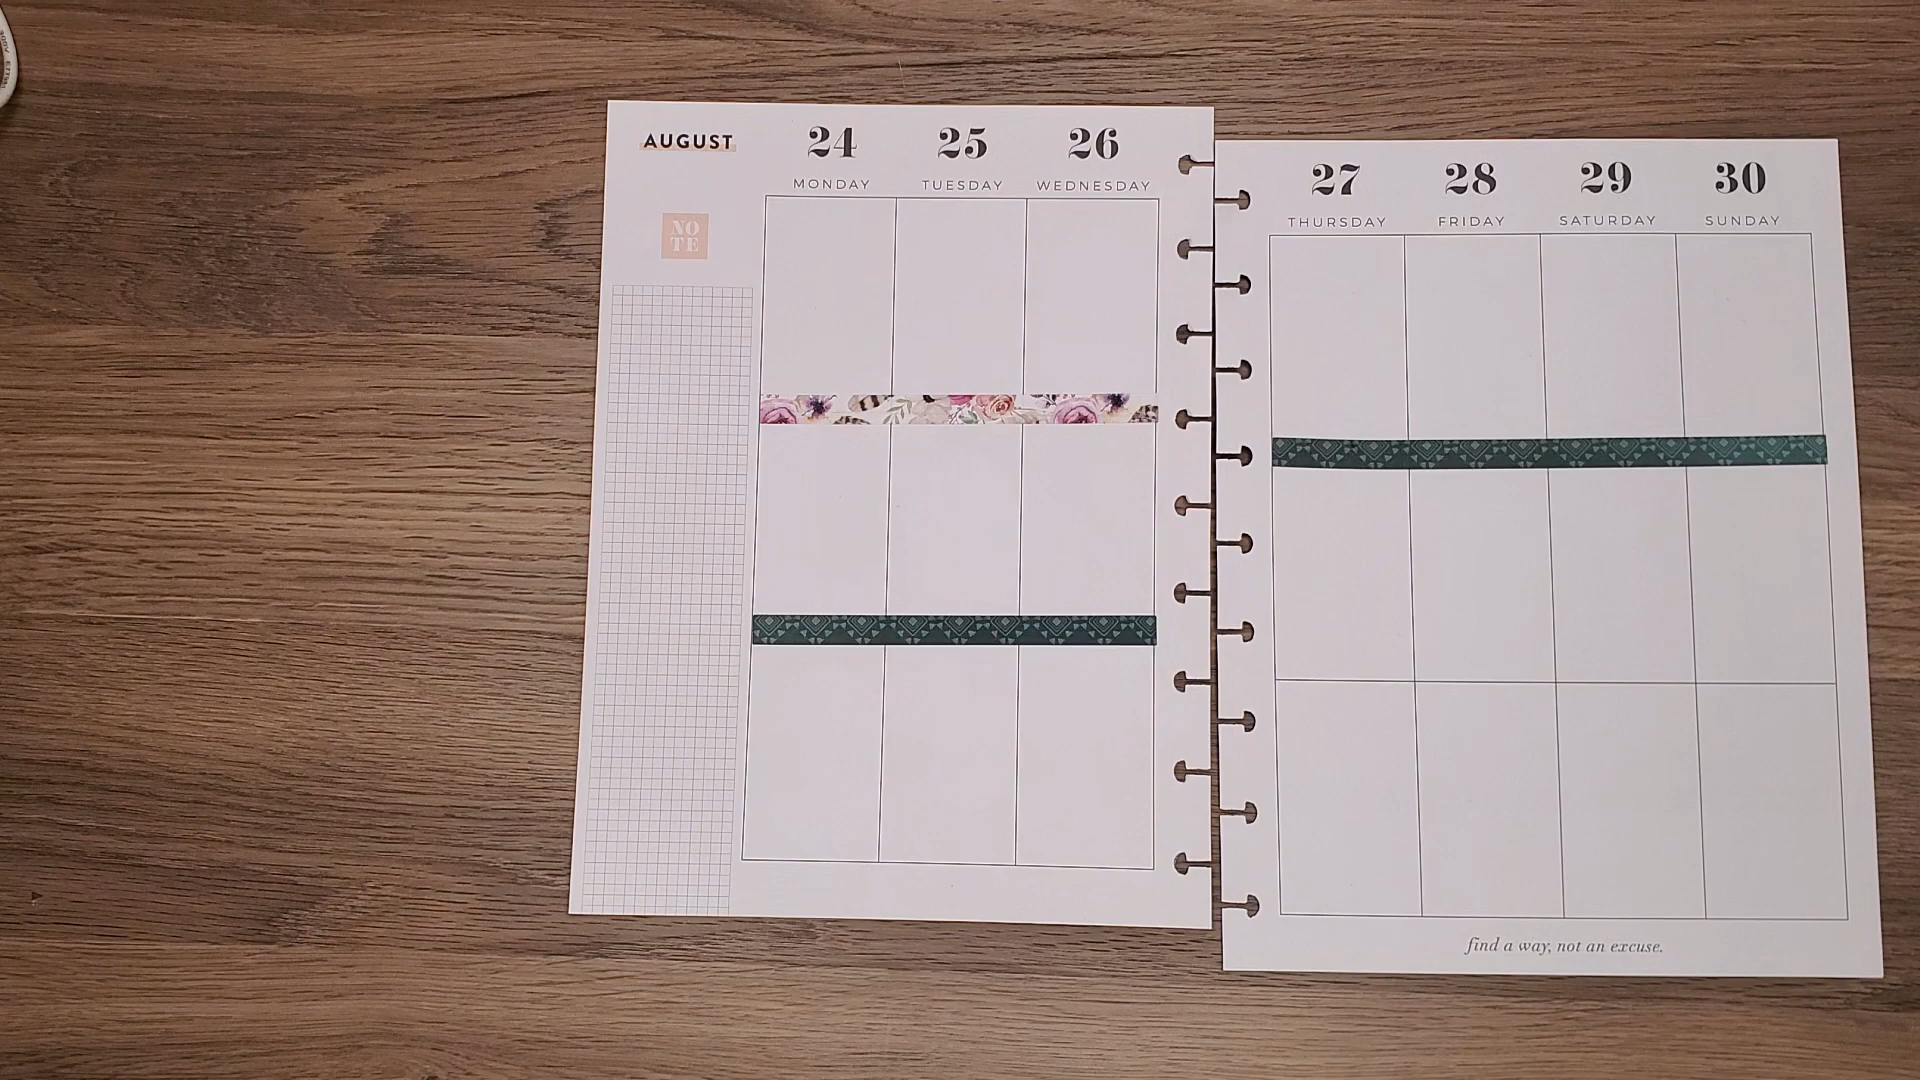 AUGUST
24 25 26
MONDAY TUESDAY WEDNESDAY
NO
TE
27 28 29 30
THURSDAY FRIDAY SATURDAY SUNDAY
find a way, not an excuse.